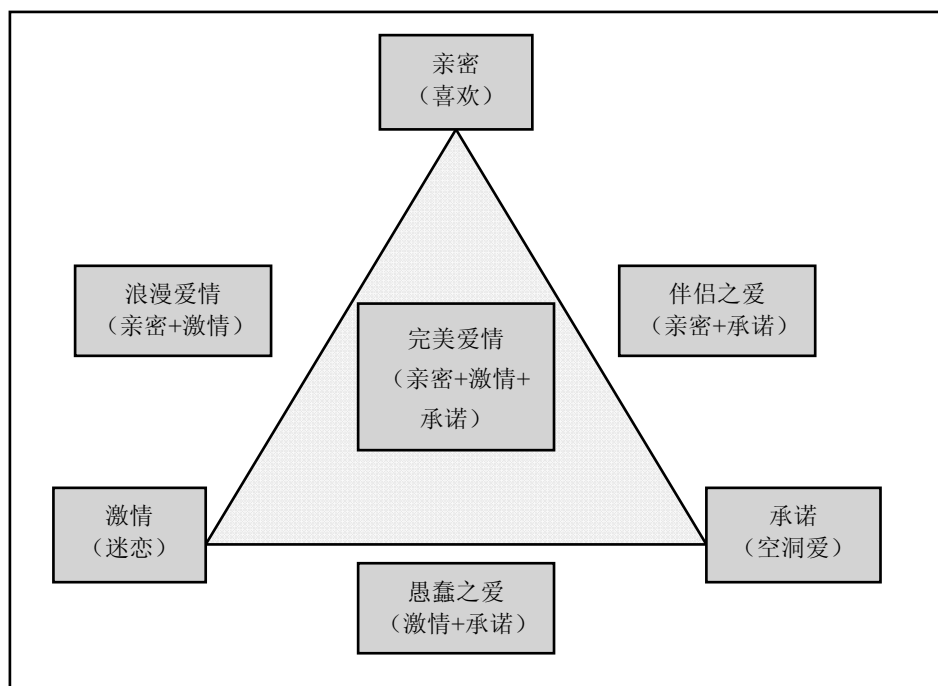 亲密
（喜欢）
浪漫爱情
（亲密+激情）
伴侣之爱
（亲密+承诺）
完美爱情
（亲密+激情+
承诺）
激情
（迷恋）
承诺
（空洞爱）
愚蠢之爱
（激情+承诺）